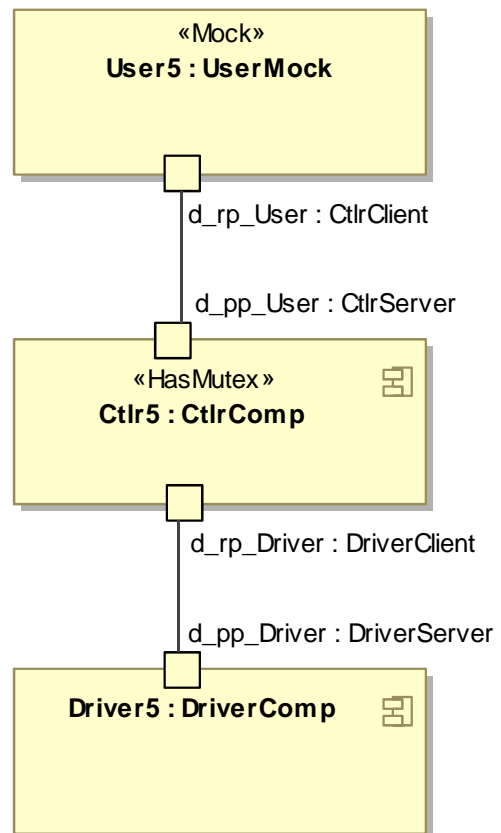 «Mock»
User5 : UserMock
d_rp_User : CtlrClient
d_pp_User : CtlrServer
«HasMutex»
Ctlr5 : CtlrComp
d_rp_Driver : DriverClient
d_pp_Driver : DriverServer
Driver5 : DriverComp